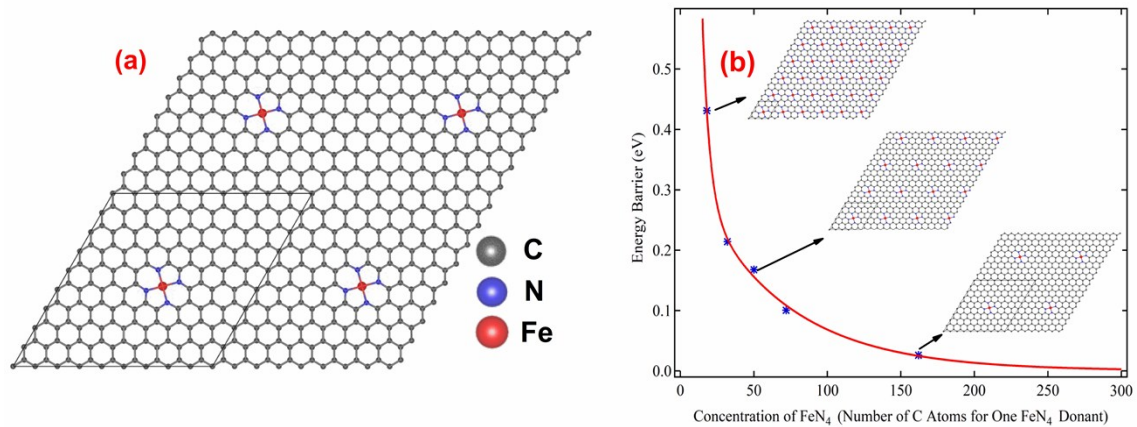 (a)
C
N
Fe
(b)
Energy Barrier (eV)
0.5
0.4
0.3
0.2
0.1
0.0
0 50 100 150 200 250 300
Concentration of FeN₄ (Number of C Atoms for One FeN₄ Donant)